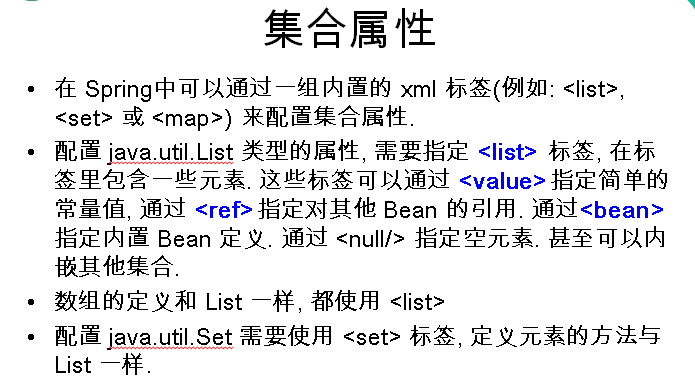 集合属性
• 在 Spring中可以通过一组内置的 xml 标签(例如: <list>,
<set> 或 <map>) 来配置集合属性.
• 配置 java.util.List 类型的属性, 需要指定 <list> 标签, 在标
签里包含一些元素. 这些标签可以通过 <value> 指定简单的
常量值, 通过 <ref> 指定对其他 Bean 的引用. 通过<bean>
指定内置 Bean 定义. 通过 <null/> 指定空元素. 甚至可以内
嵌其他集合.
• 数组的定义和 List 一样, 都使用 <list>
• 配置 java.util.Set 需要使用 <set> 标签, 定义元素的方法与
List 一样.